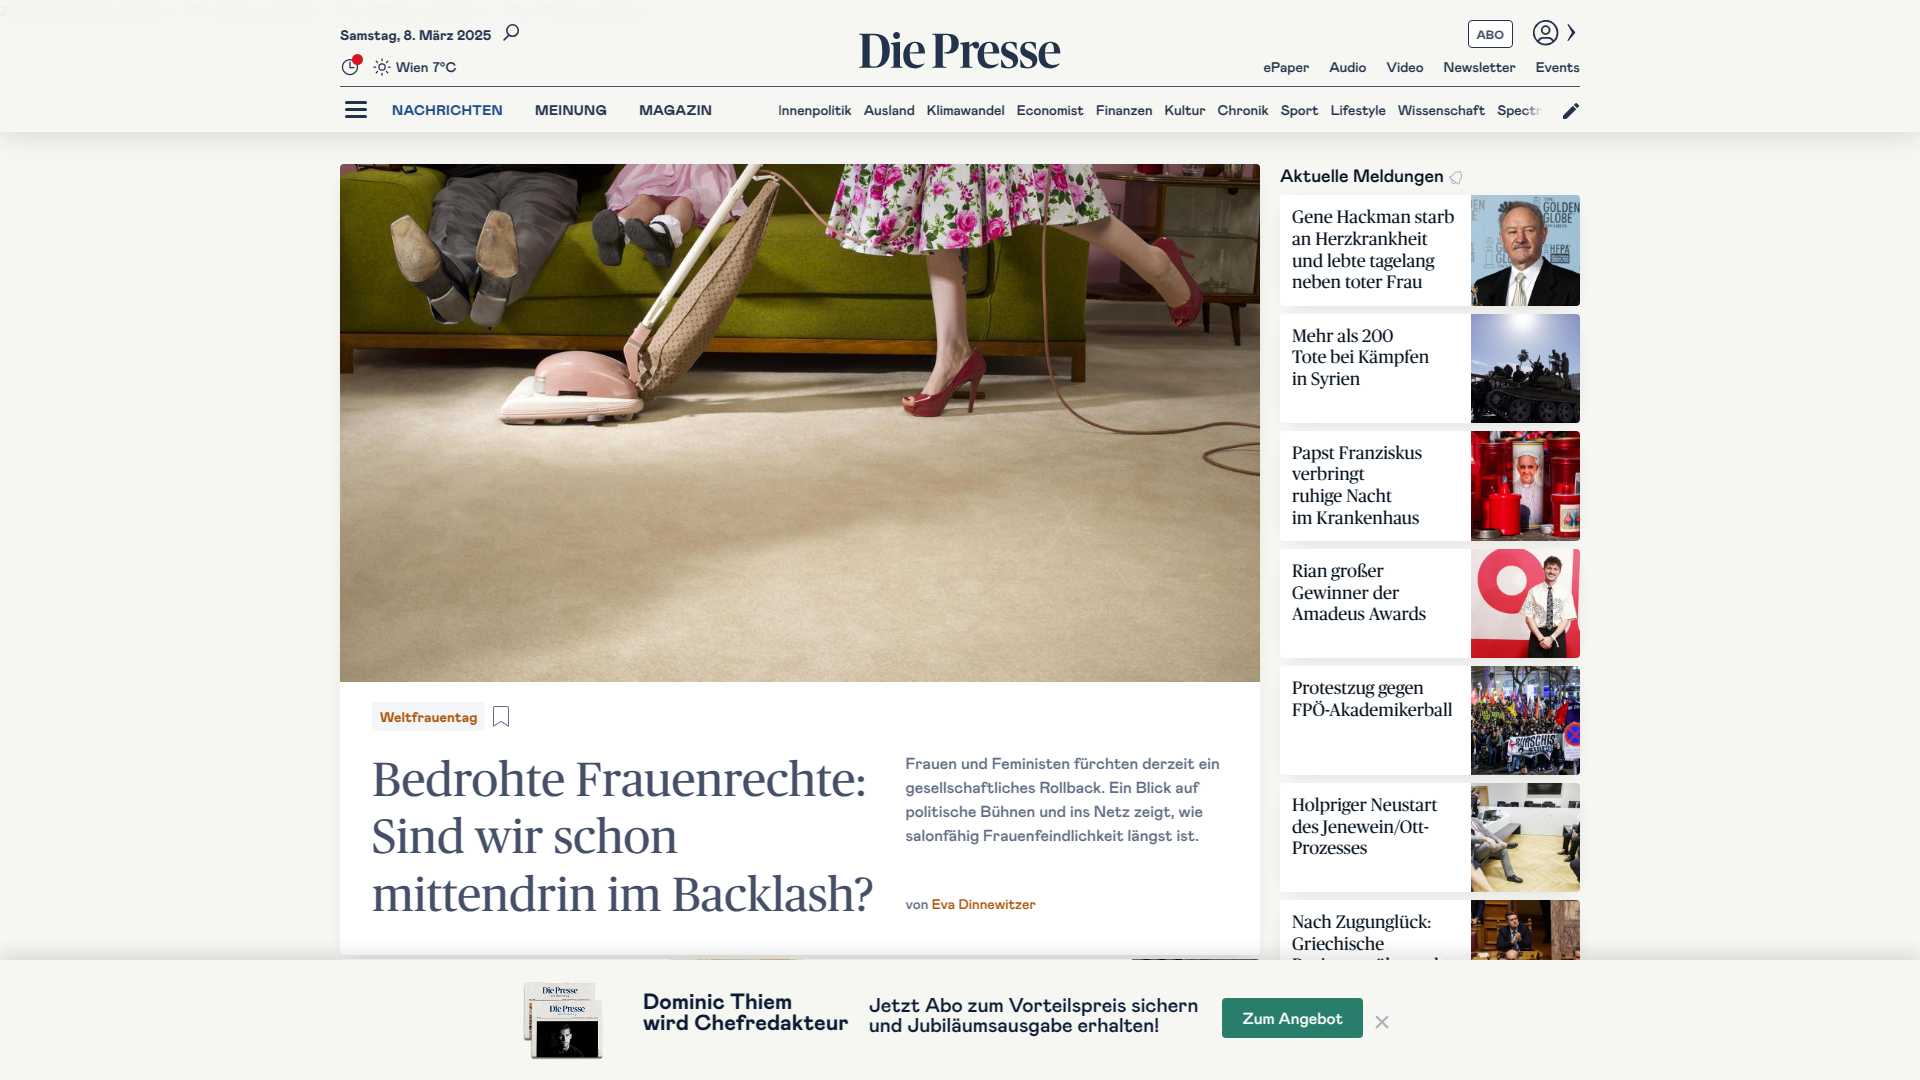 Samstag, 8. März 2025
Wien 7°C
Die Presse
ABO
ePaper Audio Video Newsletter Events
NACHRICHTEN MEINUNG MAGAZIN
Innenpolitik Ausland Klimawandel Economist Finanzen Kultur Chronik Sport Lifestyle Wissenschaft Spectr
Weltfrauentag
Bedrohte Frauenrechte:
Sind wir schon
mittendrin im Backlash?
Frauen und Feministen fürchten derzeit ein
gesellschaftliches Rollback. Ein Blick auf
politische Bühnen und ins Netz zeigt, wie
salonfähig Frauenfeindlichkeit längst ist.
von Eva Dinnewitzer
Aktuelle Meldungen
Gene Hackman starb
an Herzkrankheit
und lebte tagelang
neben toter Frau
GOLDEN
GLOBE
HFPA
Mehr als 200
Tote bei Kämpfen
in Syrien
Papst Franziskus
verbringt
ruhige Nacht
im Krankenhaus
Rian großer
Gewinner der
Amadeus Awards
Protestzug gegen
FPÖ-Akademikerball
BURSCHIS
Holpriger Neustart
des Jenewein/Ott-
Prozesses
Nach Zugunglück:
Griechische
Die Presse
Die Presse
Dominic Thiem
wird Chefredakteur
Jetzt Abo zum Vorteilspreis sichern
und Jubiläumsausgabe erhalten!
Zum Angebot